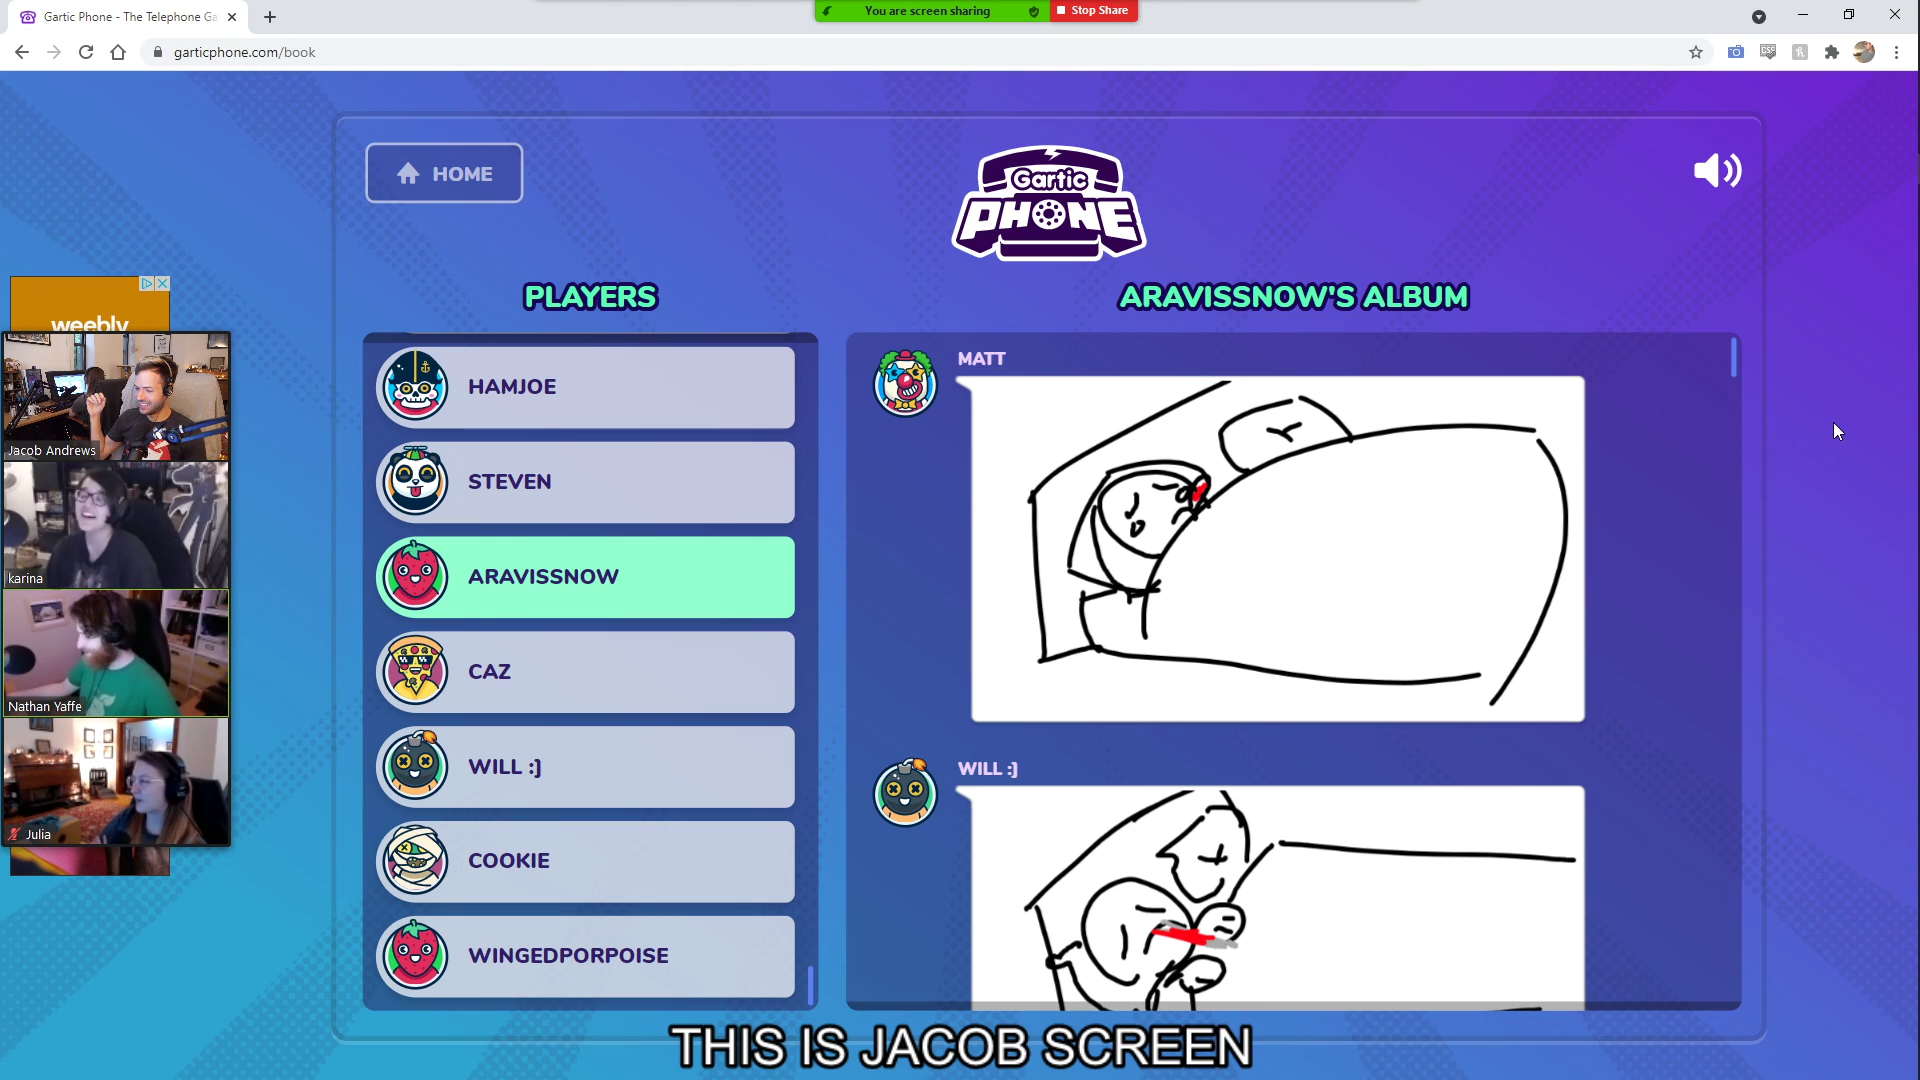 Gartic Phone - The Telephone Ga
You are screen sharing
Stop Share
garticphone.com/book
HOME
Gartic
PHONE
PLAYERS
ARAVISSNOW'S ALBUM
weebly
Jacob Andrews
karina
Nathan Yaffe
Julia
HAMJOE
STEVEN
ARAVISSNOW
CAZ
WILL :]
COOKIE
WINGEDPORPOISE
MATT
WILL :]
THIS IS JACOB SCREEN